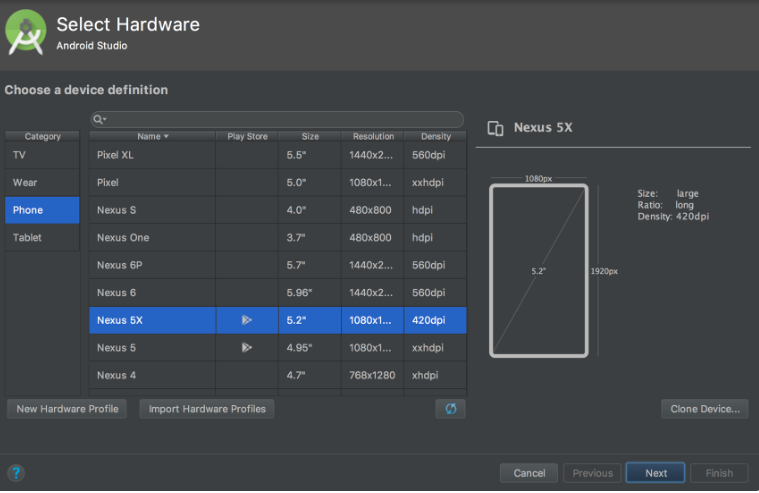 Select Hardware
Android Studio
Choose a device definition
Category
Name Play Store Size Resolution Density
TV
Wear
Phone
Tablet
Pixel XL 5.5" 1440x2... 560dpi
Pixel 5.0" 1080x1... xxhdpi
Nexus S 4.0" 480x800 hdpi
Nexus One 3.7" 480x800 hdpi
Nexus 6P 5.7" 1440x2... 560dpi
Nexus 6 5.96" 1440x2... 560dpi
Nexus 5X 5.2" 1080x1... 420dpi
Nexus 5 4.95" 1080x1... xxhdpi
Nexus 4 4.7" 768x1280 xhdpi
Nexus 5X
1080px
5.2"
1920px
Size: large
Ratio: long
Density: 420dpi
New Hardware Profile
Import Hardware Profiles
Clone Device...
?
Cancel
Previous
Next
Finish